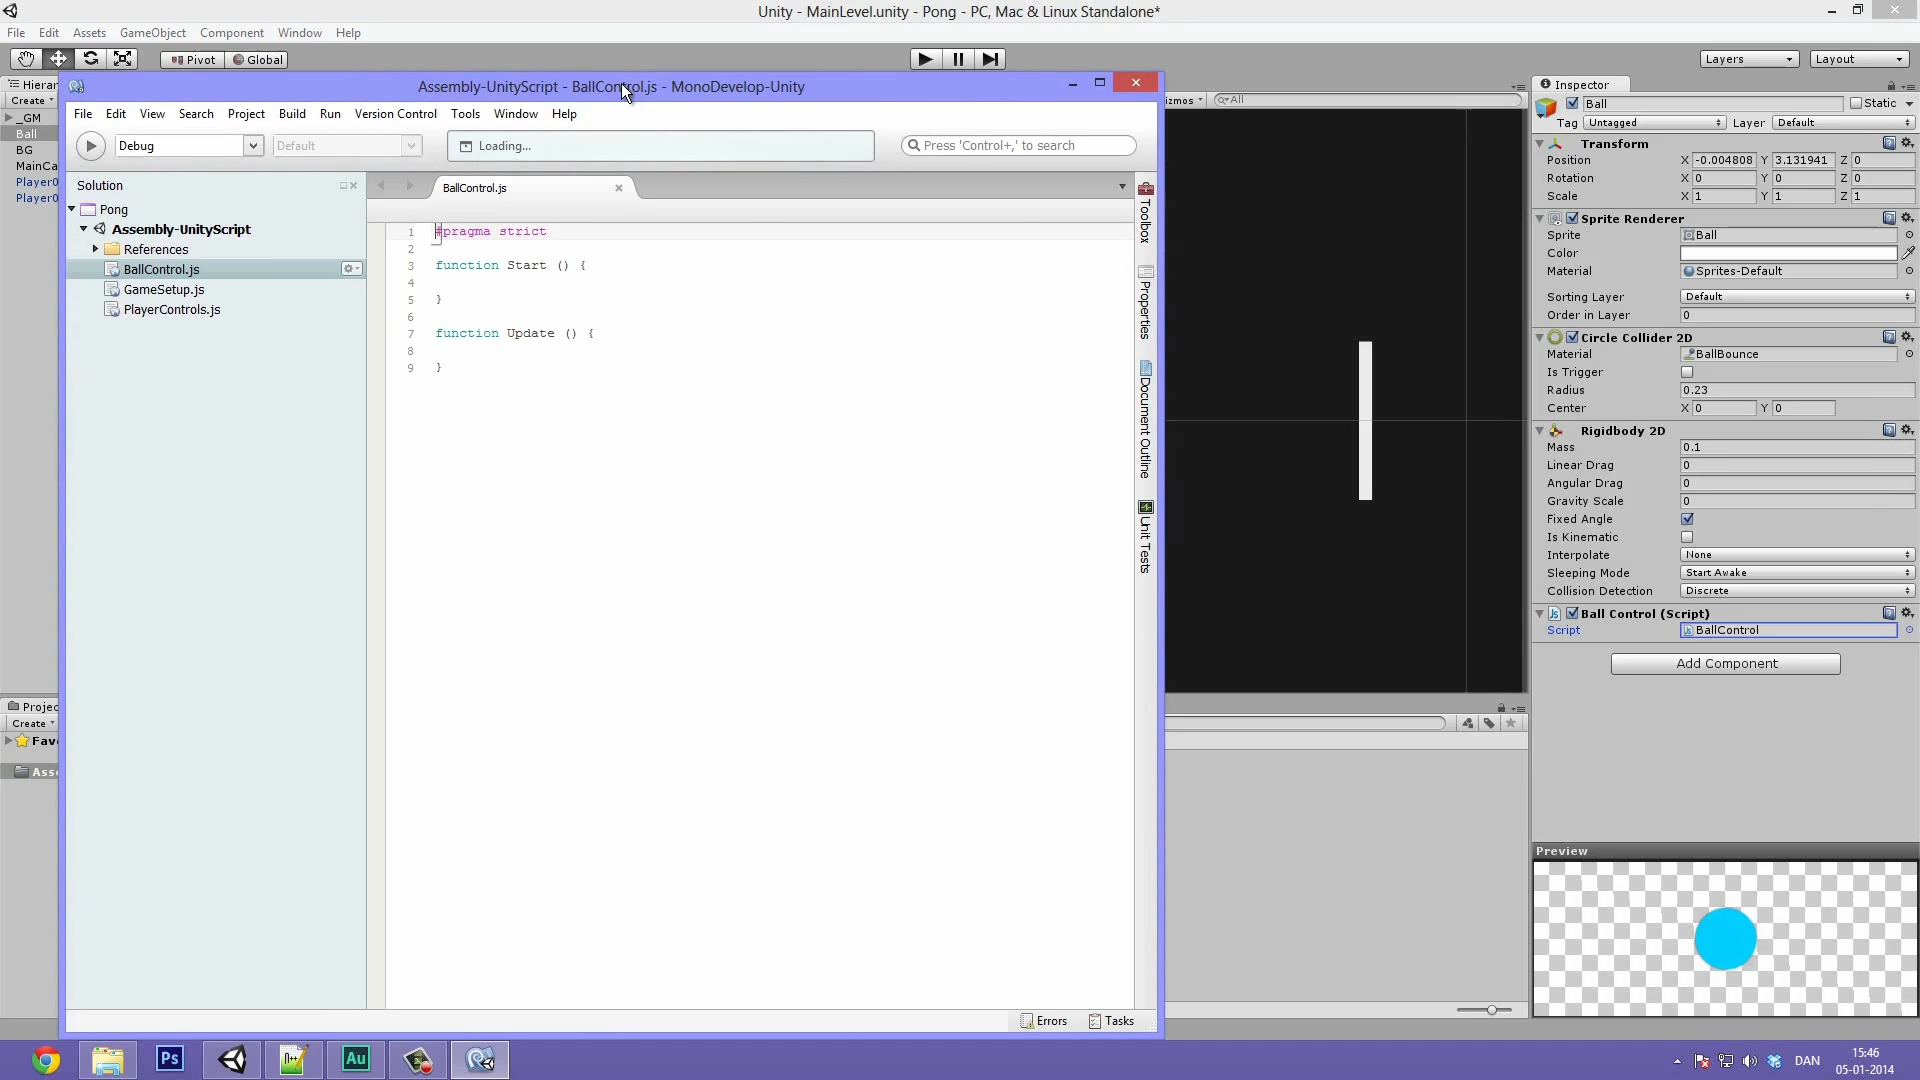 Unity - MainLevel.unity - Pong - PC, Mac & Linux Standalone*
File Edit Assets GameObject Component Window Help
Pivot Global
Layers Layout
Hierar
Create
_GM
Ball
BG
MainCa
Player0
Player0
Projec
Create
Fav
Ass
Assembly-UnityScript - BallControl.js - MonoDevelop-Unity
File Edit View Search Project Build Run Version Control Tools Window Help
Debug Default Loading... Press 'Control+,' to search
Solution
Pong
Assembly-UnityScript
References
BallControl.js
GameSetup.js
PlayerControls.js
BallControl.js
1 #pragma strict
2
3 function Start () {
4
5 }
6
7 function Update () {
8
9 }
Toolbox
Properties
Document Outline
Unit Tests
Errors Tasks
izmos All
Inspector
Ball Static
Tag Untagged Layer Default
Transform
Position X -0.004808 Y 3.131941 Z 0
Rotation X 0 Y 0 Z 0
Scale X 1 Y 1 Z 1
Sprite Renderer
Sprite Ball
Color
Material Sprites-Default
Sorting Layer Default
Order in Layer 0
Circle Collider 2D
Material BallBounce
Is Trigger
Radius 0.23
Center X 0 Y 0
Rigidbody 2D
Mass 0.1
Linear Drag 0
Angular Drag 0
Gravity Scale 0
Fixed Angle
Is Kinematic
Interpolate None
Sleeping Mode Start Awake
Collision Detection Discrete
Js Ball Control (Script)
Script BallControl
Add Component
Preview
Ps Au
DAN
15:46
05-01-2014